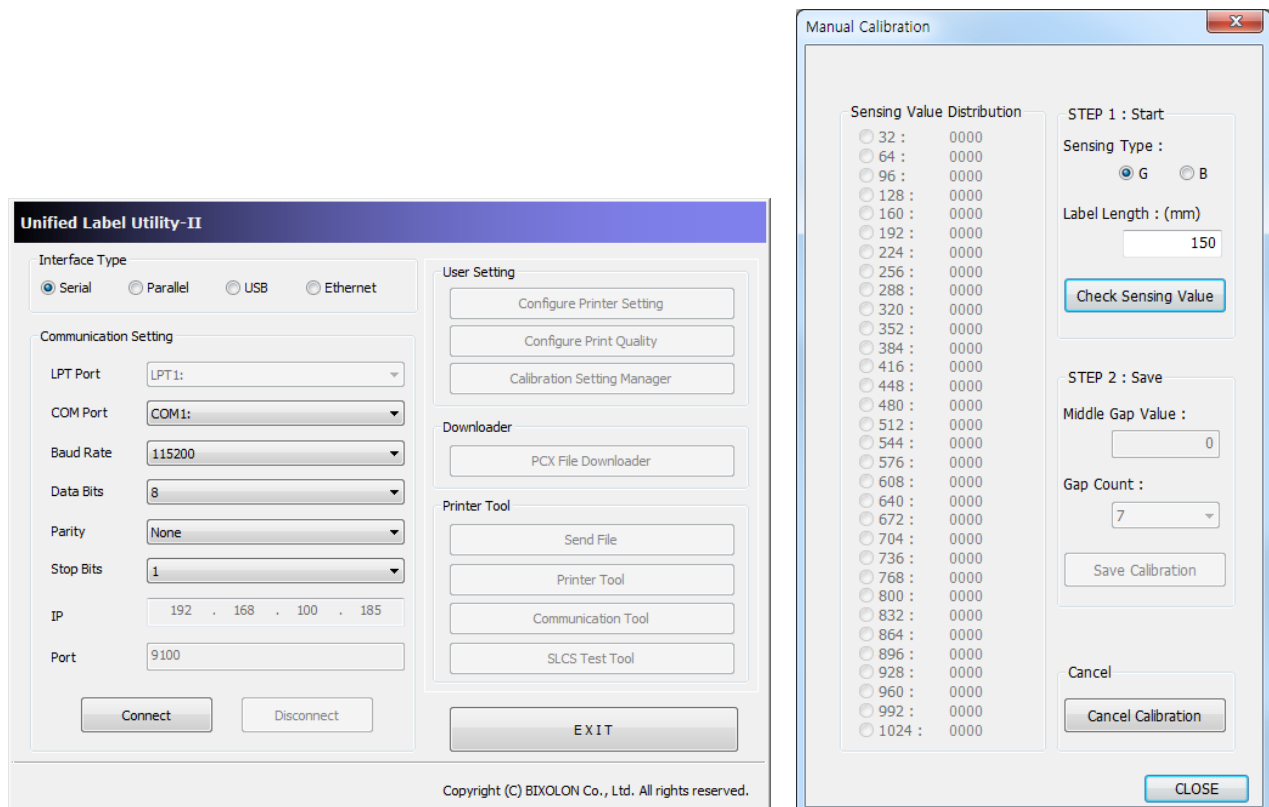 Unified Label Utility-II
Interface Type
Serial Parallel USB Ethernet
Communication Setting
LPT Port LPT1:
COM Port COM1:
Baud Rate 115200
Data Bits 8
Parity None
Stop Bits 1
IP 192 . 168 . 100 . 185
Port 9100
Connect Disconnect
User Setting
Configure Printer Setting
Configure Print Quality
Calibration Setting Manager
Downloader
PCX File Downloader
Printer Tool
Send File
Printer Tool
Communication Tool
SLCS Test Tool
EXIT
Copyright (C) BIXOLON Co., Ltd. All rights reserved.
Manual Calibration
Sensing Value Distribution
32 : 0000
64 : 0000
96 : 0000
128 : 0000
160 : 0000
192 : 0000
224 : 0000
256 : 0000
288 : 0000
320 : 0000
352 : 0000
384 : 0000
416 : 0000
448 : 0000
480 : 0000
512 : 0000
544 : 0000
576 : 0000
608 : 0000
640 : 0000
672 : 0000
704 : 0000
736 : 0000
768 : 0000
800 : 0000
832 : 0000
864 : 0000
896 : 0000
928 : 0000
960 : 0000
992 : 0000
1024 : 0000
STEP 1 : Start
Sensing Type :
G B
Label Length : (mm)
150
Check Sensing Value
STEP 2 : Save
Middle Gap Value :
0
Gap Count :
7
Save Calibration
Cancel
Cancel Calibration
CLOSE